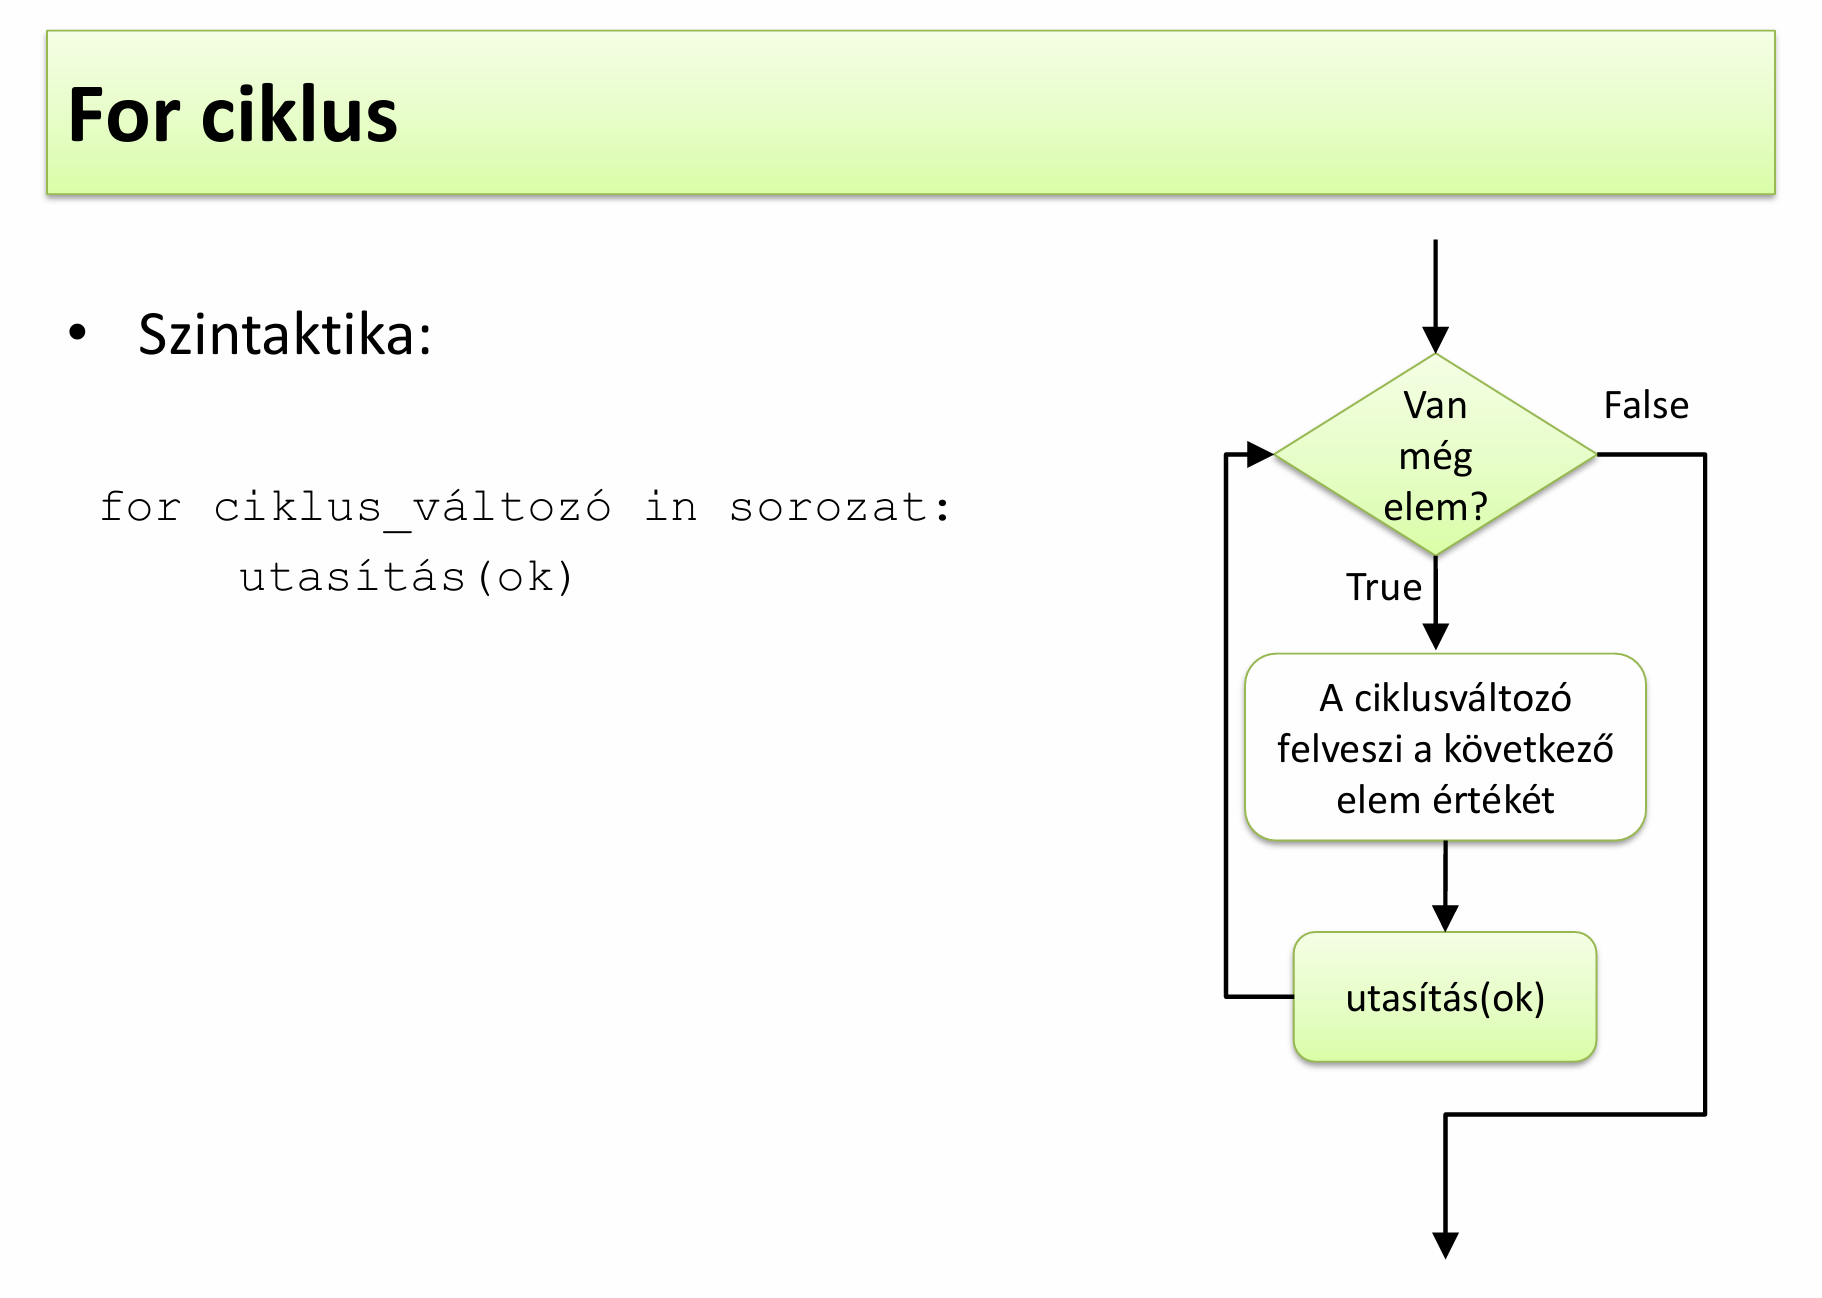 For ciklus
• Szintaktika:
for ciklus_változó in sorozat:
utasítás(ok)
Van
még
elem?
False
True
A ciklusváltozó
felveszi a következő
elem értékét
utasítás(ok)